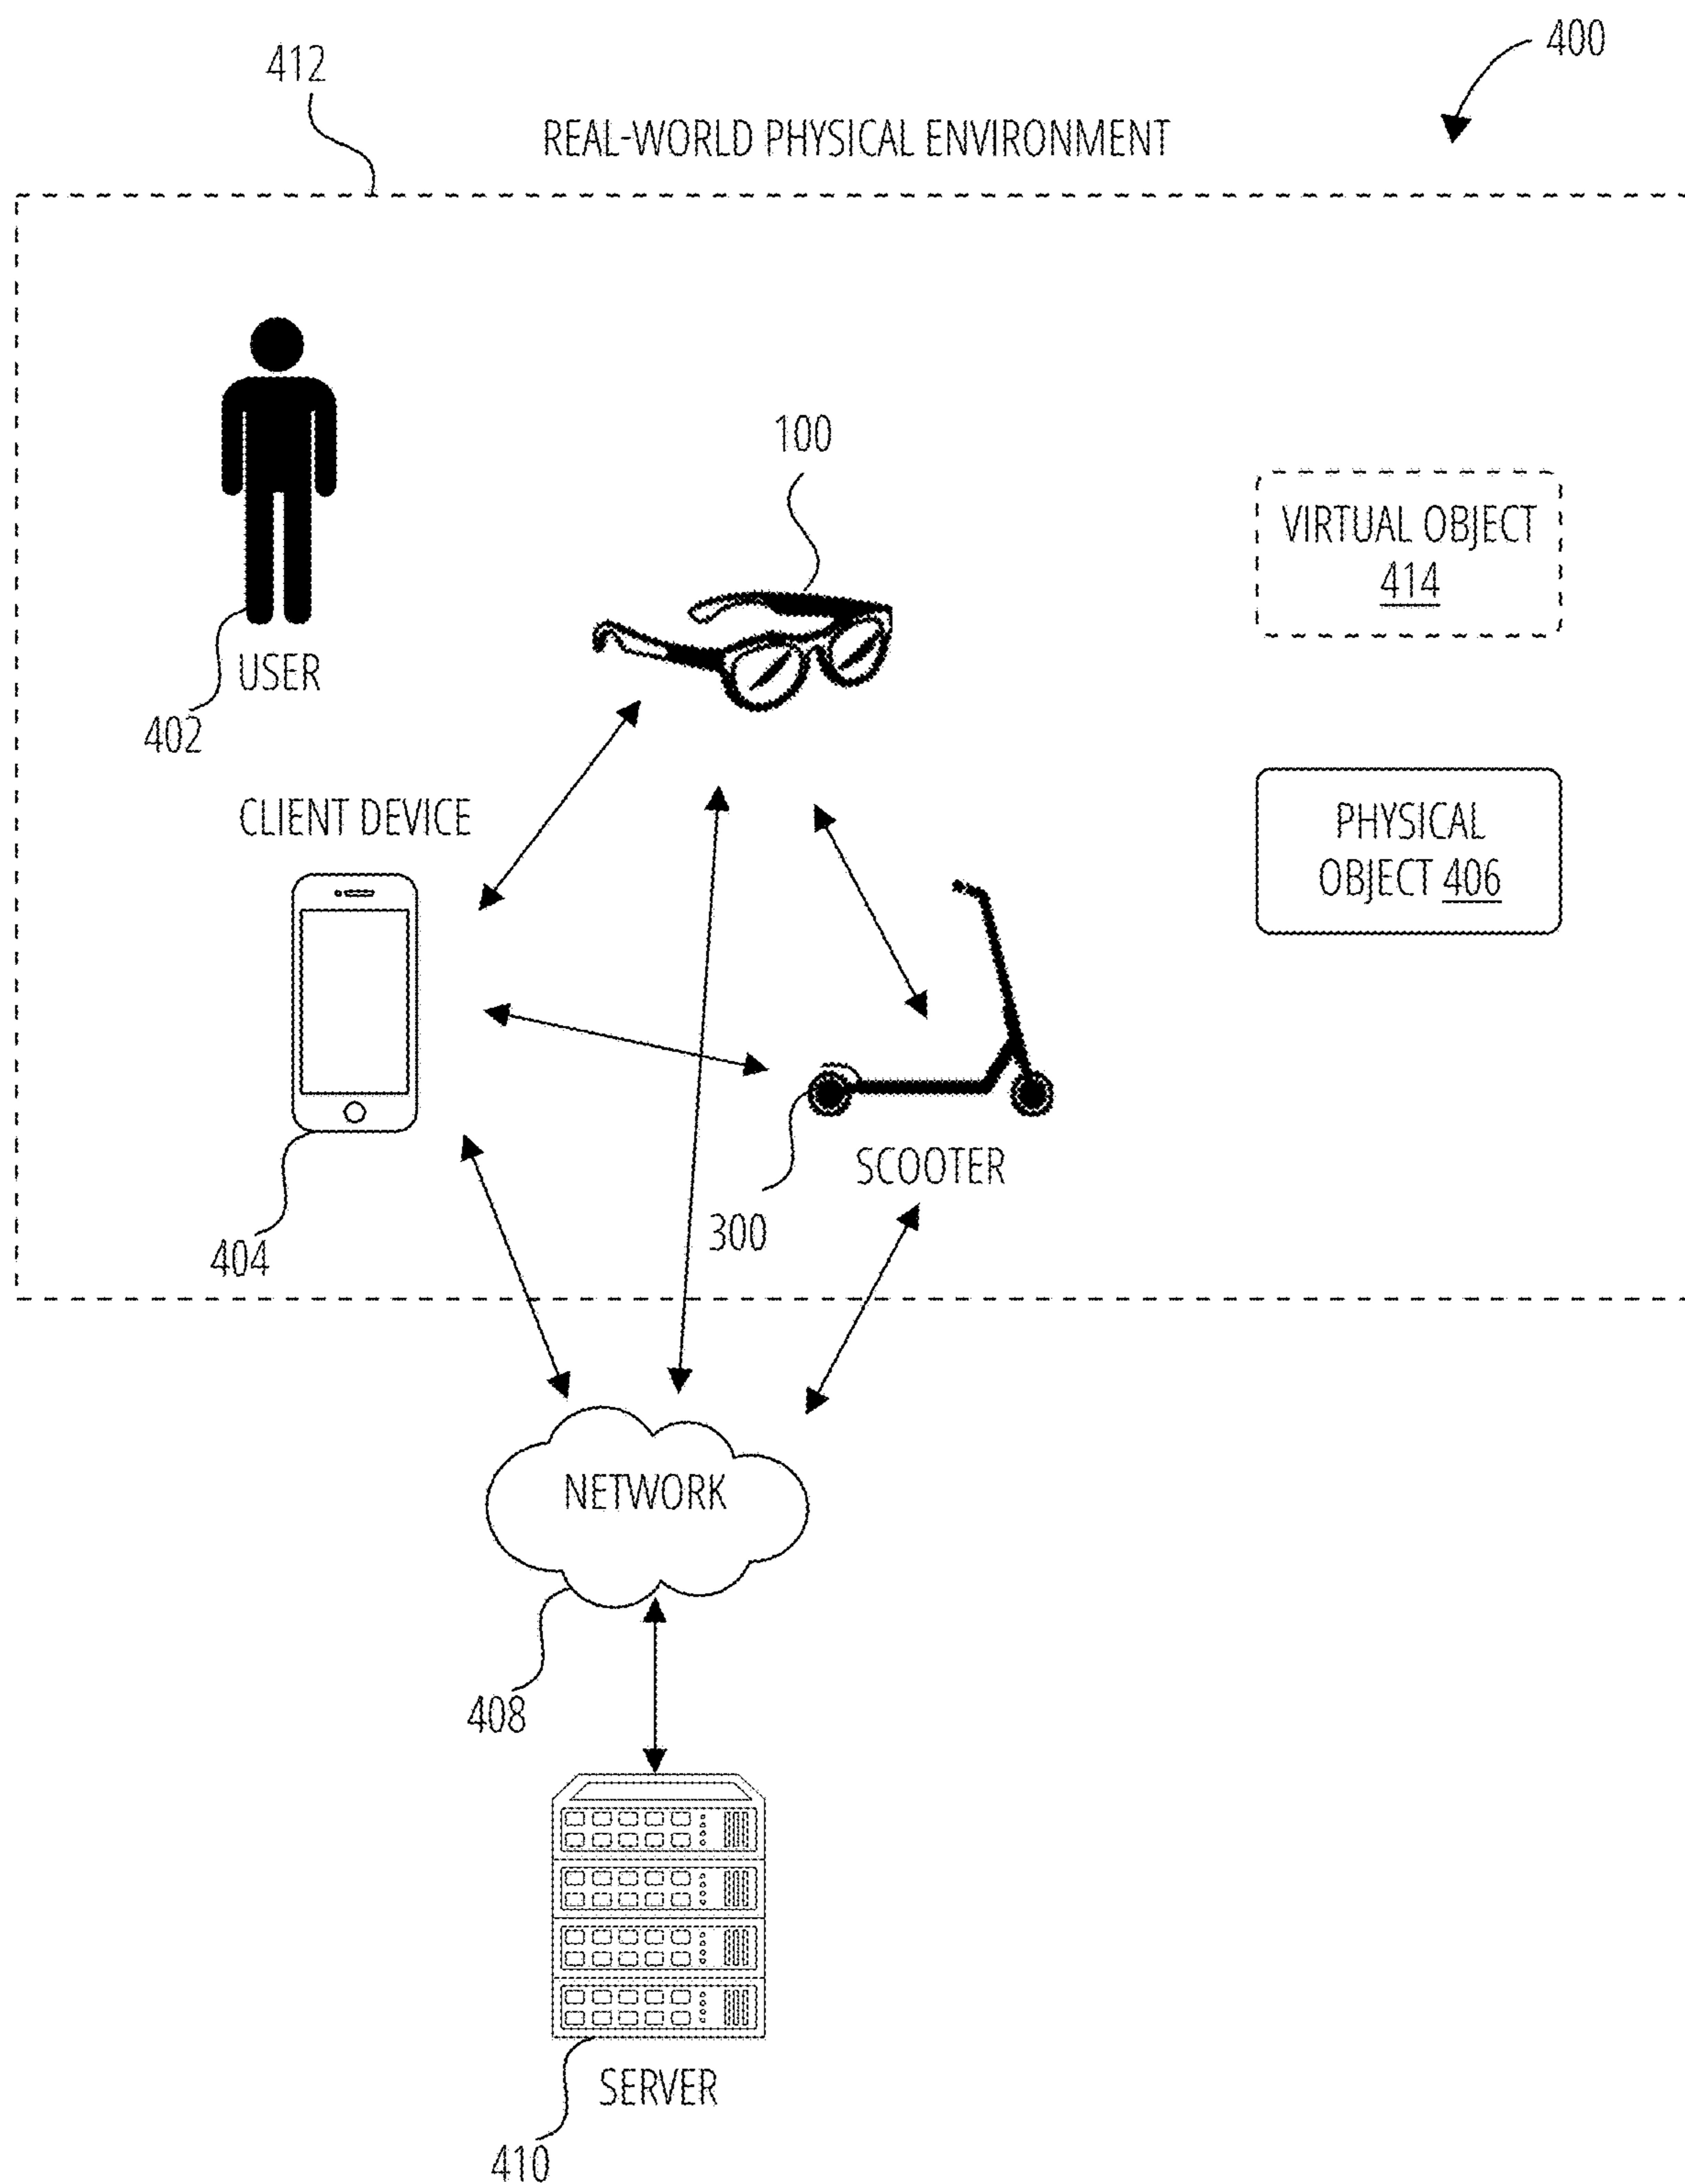 400
412
REAL-WORLD PHYSICAL ENVIRONMENT
100
VIRTUAL OBJECT
414
USER
402
CLIENT DEVICE
PHYSICAL
OBJECT 406
SCOOTER
300
404
NETWORK
408
SERVER
410